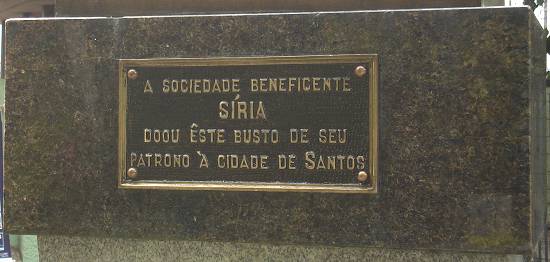 A SOCIEDADE BENEFICENTE
SÍRIA
DOOU ÊSTE BUSTO DE SEU
PATRONO À CIDADE DE SANTOS